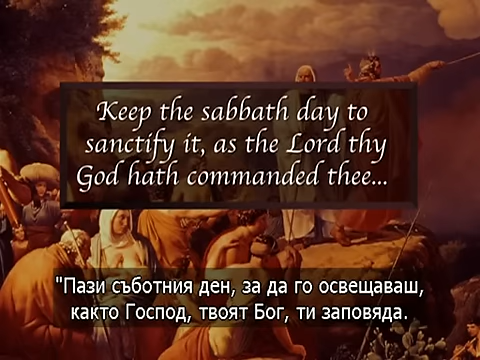 Keep the sabbath day to
sanctify it, as the Lord thy
God hath commanded thee...
"Пази съботния ден, за да го освещаваш,
както Господ, твоят Бог, ти заповяда.